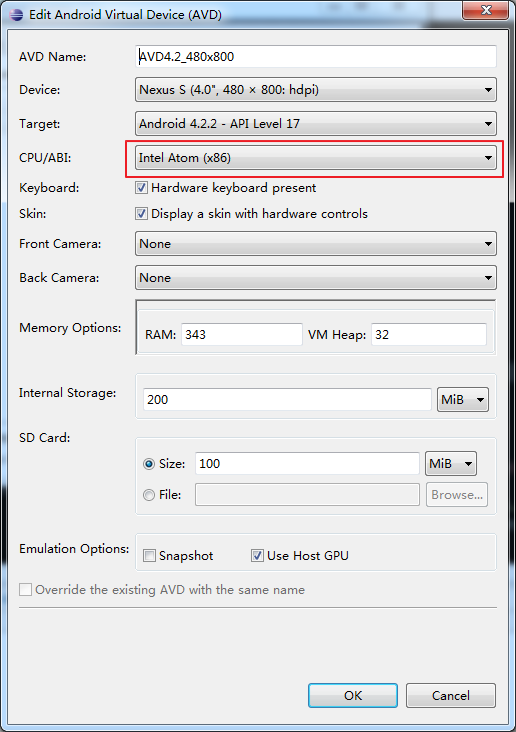 Edit Android Virtual Device (AVD)
AVD Name: AVD4.2_480x800
Device: Nexus S (4.0", 480 × 800: hdpi)
Target: Android 4.2.2 - API Level 17
CPU/ABI: Intel Atom (x86)
Keyboard: Hardware keyboard present
Skin: Display a skin with hardware controls
Front Camera: None
Back Camera: None
Memory Options: RAM: 343 VM Heap: 32
Internal Storage: 200 MiB
SD Card:
Size: 100 MiB
File: Browse...
Emulation Options: Snapshot Use Host GPU
Override the existing AVD with the same name
OK Cancel